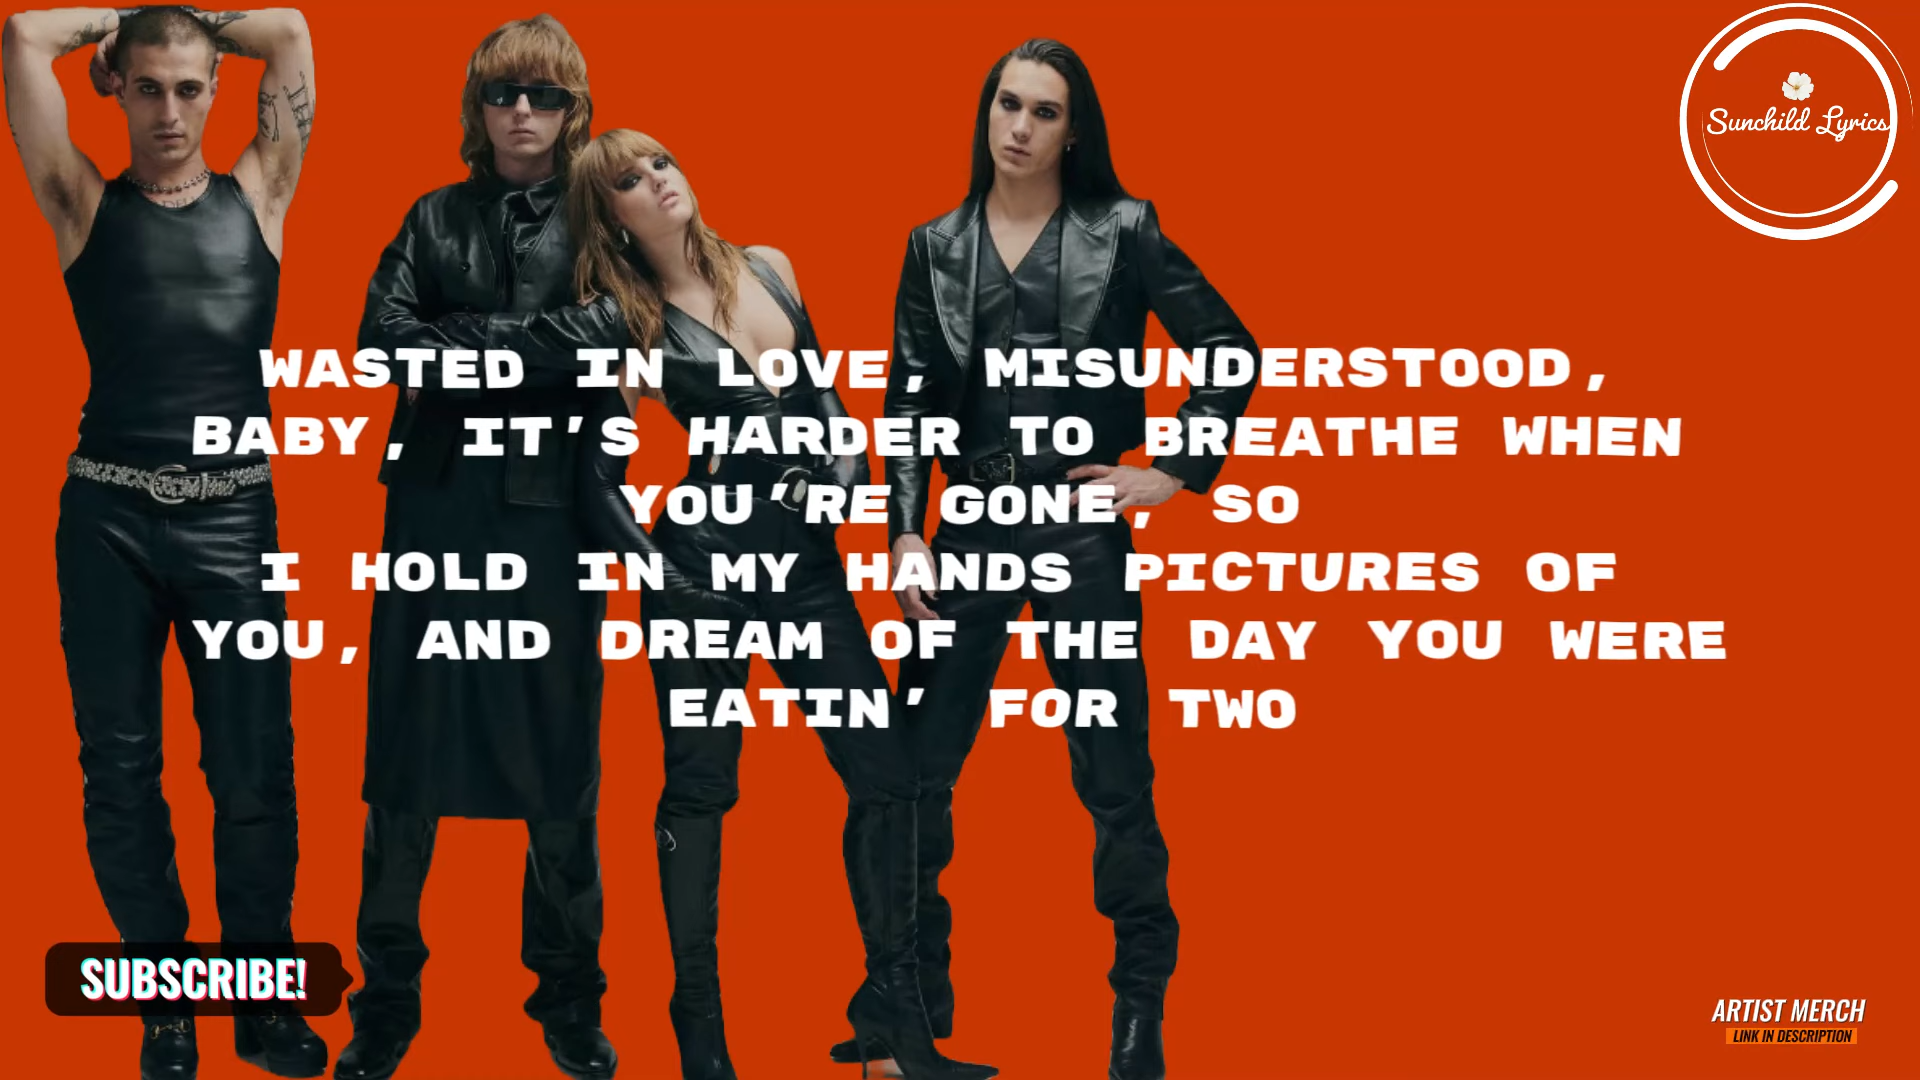 Sunchild Lyrics
WASTED IN LOVE, MISUNDERSTOOD,
BABY, IT'S HARDER TO BREATHE WHEN
YOU'RE GONE, SO
I HOLD IN MY HANDS PICTURES OF
YOU, AND DREAM OF THE DAY YOU WERE
EATIN' FOR TWO
SUBSCRIBE!
ARTIST MERCH
LINK IN DESCRIPTION